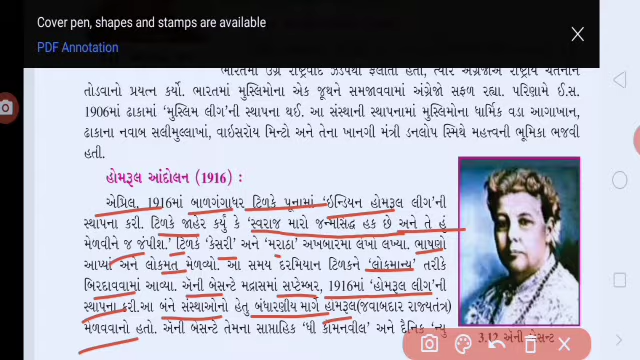 Cover pen, shapes and stamps are available
PDF Annotation
ભારતમાં ઉગ્ર રાષ્ટ્રવાદ ઝડપથી ફેલાતો હતો, ત્યારે અંગ્રેજોએ રાષ્ટ્રીય ચેતનાને
તોડવાનો પ્રયત્ન કર્યો. ભારતમાં મુસ્લિમોના એક જૂથને સમજાવવામાં અંગ્રેજો સફળ રહ્યા. પરિણામે ઈ.સ.
1906માં ઢાકામાં 'મુસ્લિમ લીગ'ની સ્થાપના થઈ. આ સંસ્થાની સ્થાપનામાં મુસ્લિમોના ધાર્મિક વડા આગાખાન,
ઢાકાના નવાબ સલીમુલ્લાખાં, વાઇસરૉય મિન્ટો અને તેના ખાનગી મંત્રી ડનલોપ સ્મિથે મહત્ત્વની ભૂમિકા ભજવી
હતી.
હોમરૂલ આંદોલન (1916) :
એપ્રિલ, 1916માં બાળગંગાધર ટિળકે પૂનામાં 'ઇન્ડિયન હોમરૂલ લીગ'ની
સ્થાપના કરી. ટિળકે જાહેર કર્યું કે 'સ્વરાજ મારો જન્મસિદ્ધ હક છે અને તે હું
મેળવીને જ જંપીશ.' ટિળકે 'કેસરી' અને 'મરાઠા' અખબારમાં લેખો લખ્યા. ભાષણો
આપ્યાં અને લોકમત મેળવ્યો. આ સમય દરમિયાન ટિળકને 'લોકમાન્ય' તરીકે
બિરદાવવામાં આવ્યા. એની બેસન્ટે મદ્રાસમાં સપ્ટેમ્બર, 1916માં 'હોમરૂલ લીગ'ની
સ્થાપના કરી. આ બંને સંસ્થાઓનો હેતુ બંધારણીય માર્ગે હોમરૂલ(જવાબદાર રાજ્યતંત્ર)
મેળવવાનો હતો. ઍની બેસન્ટે તેમના સાપ્તાહિક 'ધી કૉમનવીલ' અને દૈનિક 'ન્યુ
3.12 ઍની બેસન્ટ